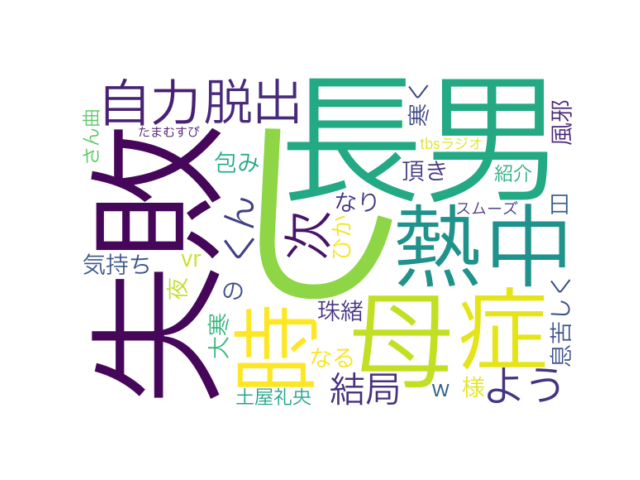 自力
脱出
長男
寒く
風邪
さん曲
たまむすび
tbsラジオ
失敗
し
包み
頂き
紹介
くん
次
なり
ひか
熱中
スムーズ
日
気持ち
vr
夜
の
大寒
時
珠緒
母
症
息苦しく
なる
土屋礼央
結局
w
様
よう